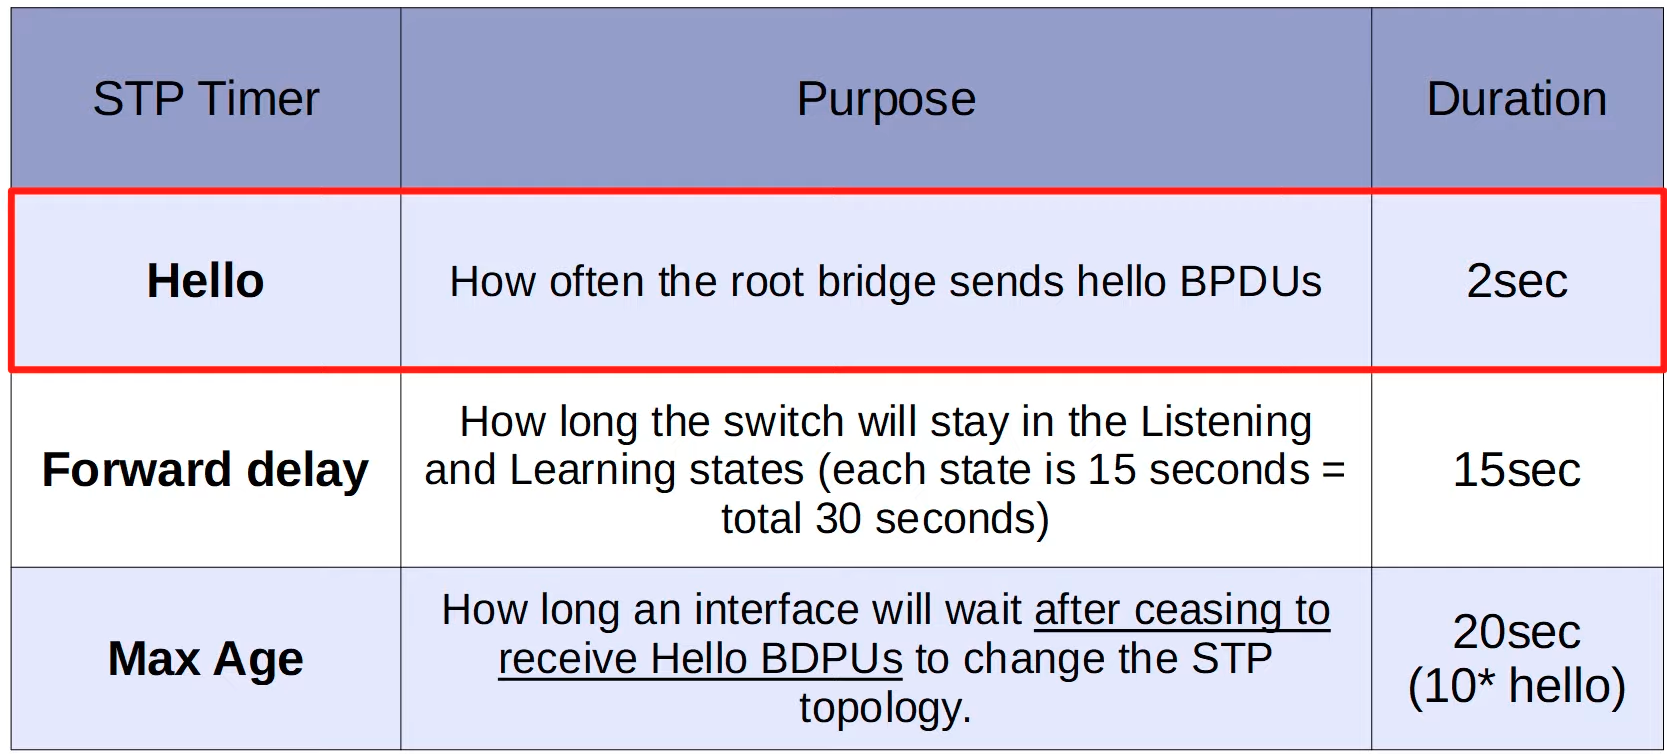 STP Timer
Purpose
Duration
Hello
How often the root bridge sends hello BPDUs
2sec
Forward delay
How long the switch will stay in the Listening
and Learning states (each state is 15 seconds =
total 30 seconds)
15sec
Max Age
How long an interface will wait after ceasing to
receive Hello BDPUs to change the STP
topology.
20sec
(10* hello)